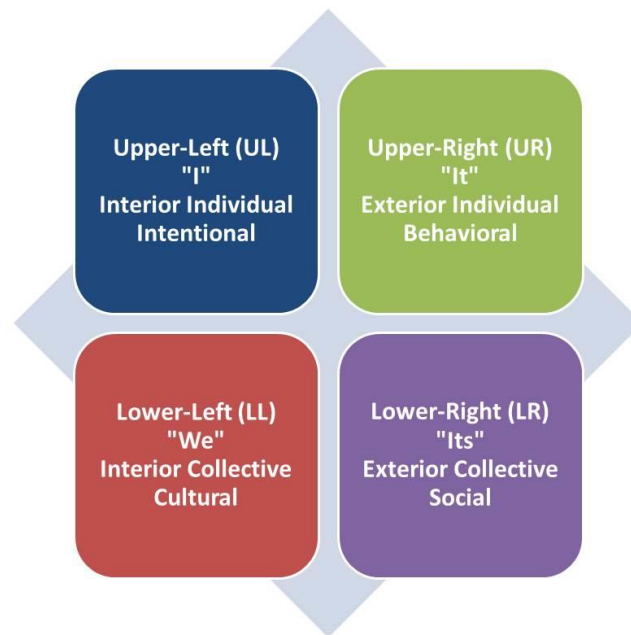 Upper-Left (UL)
"I"
Interior Individual
Intentional
Upper-Right (UR)
"It"
Exterior Individual
Behavioral
Lower-Left (LL)
"We"
Interior Collective
Cultural
Lower-Right (LR)
"Its"
Exterior Collective
Social